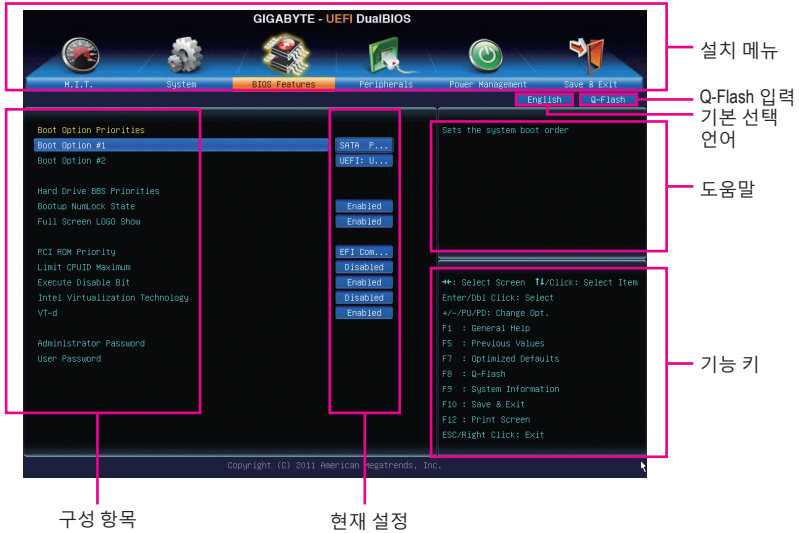 GIGABYTE - UEFI DualBIOS
설치 메뉴
M.I.T.
System
BIOS Features
Peripherals
Power Management
Save & Exit
English
Q-Flash
Q-Flash 입력
기본 선택
언어
Boot Option Priorities
Boot Option #1 SATA P...
Boot Option #2 UEFI: U...
Hard Drive BBS Priorities
Bootup NumLock State Enabled
Full Screen LOGO Show Enabled
PCI ROM Priority EFI Com...
Limit CPUID Maximum Disabled
Execute Disable Bit Enabled
Intel Virtualization Technology Disabled
VT-d Enabled
Administrator Password
User Password
Sets the system boot order
도움말
→←: Select Screen ↑↓/Click: Select Item
Enter/Dbl Click: Select
+/-/PU/PD: Change Opt.
F1 : General Help
F5 : Previous Values
F7 : Optimized Defaults
F8 : Q-Flash
F9 : System Information
F10 : Save & Exit
F12 : Print Screen
ESC/Right Click: Exit
기능 키
Copyright (C) 2011 American Megatrends, Inc.
구성 항목
현재 설정